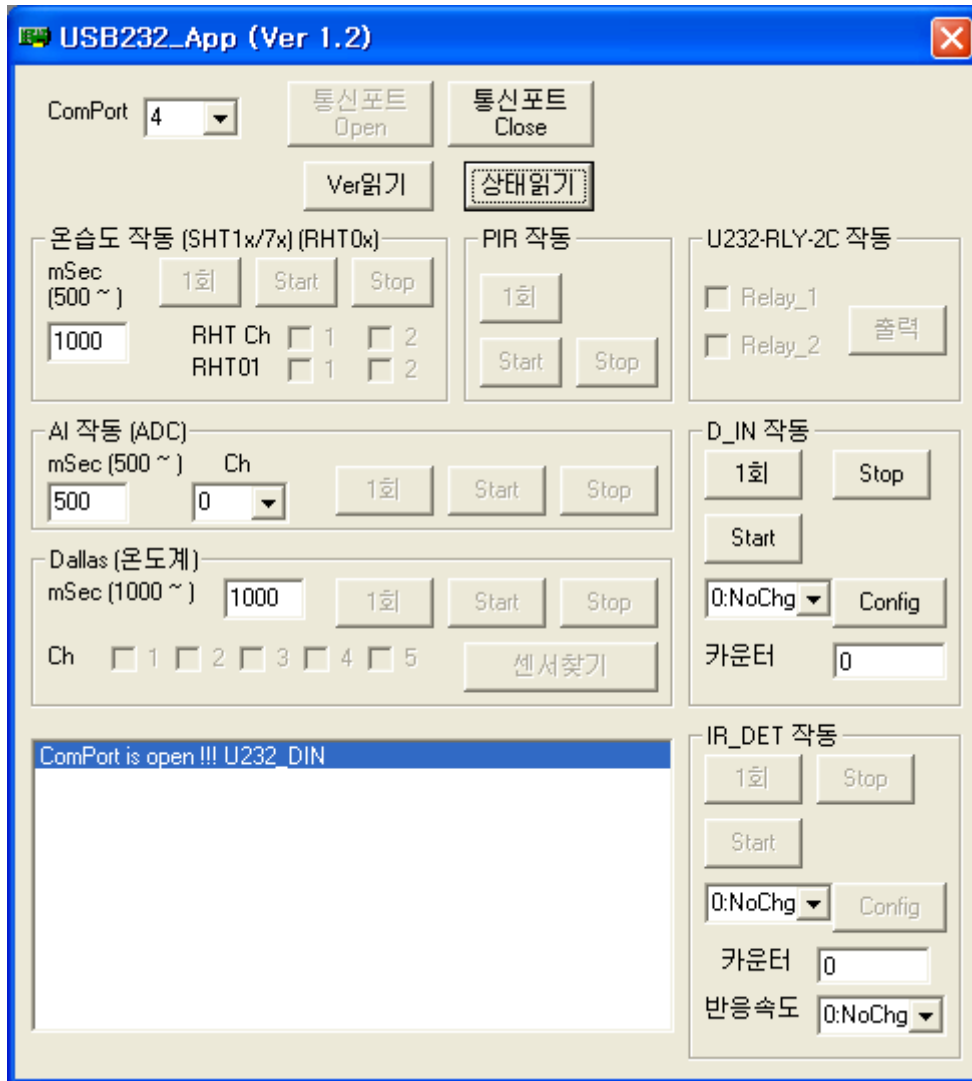 USB232_App (Ver 1.2)
ComPort 4
통신포트
Open
통신포트
Close
Ver읽기
상태읽기
온습도 작동 (SHT1x/7x) (RHT0x)
mSec
(500 ~ )
1회 Start Stop
1000
RHT Ch 1 2
RHT01 1 2
PIR 작동
1회
Start Stop
U232-RLY-2C 작동
Relay_1
Relay_2
출력
AI 작동 (ADC)
mSec (500 ~ ) Ch
500 0 1회 Start Stop
D_IN 작동
1회 Stop
Start
0:NoChg Config
카운터 0
Dallas (온도계)
mSec (1000 ~ ) 1000 1회 Start Stop
Ch 1 2 3 4 5 센서찾기
ComPort is open !!! U232_DIN
IR_DET 작동
1회 Stop
Start
0:NoChg Config
카운터 0
반응속도 0:NoChg